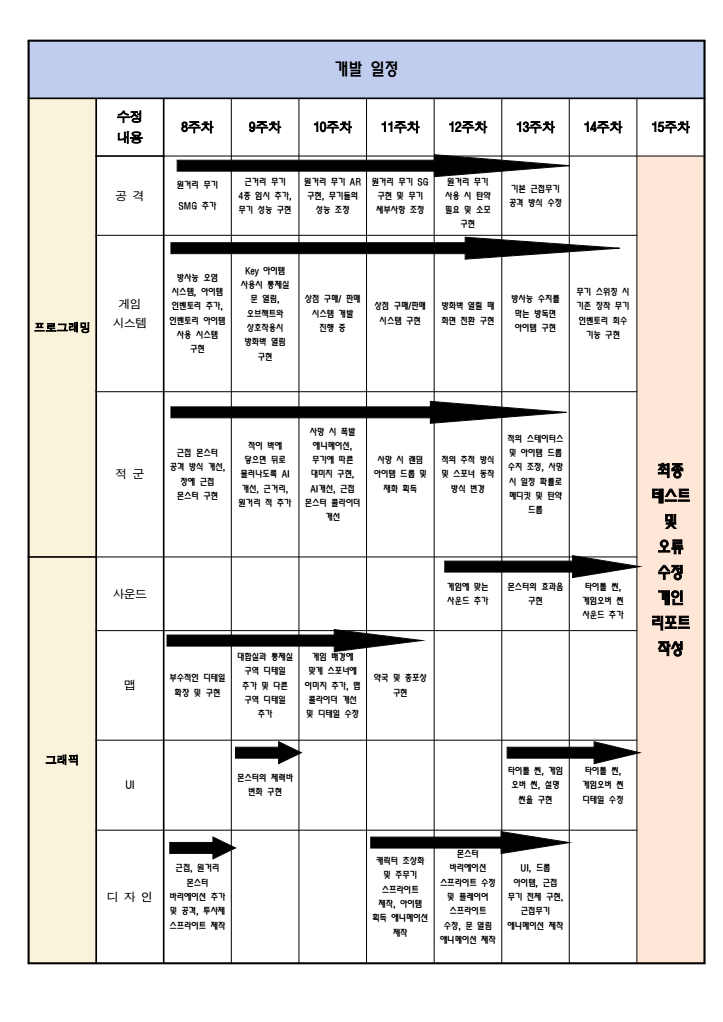 개발 일정
수정
내용
8주차
9주차
10주차
11주차
12주차
13주차
14주차
15주차
프로그래밍
공 격
원거리 무기
SMG 추가
근거리 무기
4종 임시 추가,
무기 성능 구현
원거리 무기 AR
구현, 무기들의
성능 조정
원거리 무기 SG
구현 및 무기
세부사항 조정
원거리 무기
사용 시 탄약
필요 및 소모
구현
기본 근접무기
공격 방식 수정
게임
시스템
방사능 오염
시스템, 아이템
인벤토리 추가,
인벤토리 아이템
사용 시스템
구현
Key 아이템
사용시 통제실
문 열림,
오브젝트와
상호작용시
방화벽 열림
구현
상점 구매/ 판매
시스템 개발
진행 중
상점 구매/판매
시스템 구현
방화벽 열릴 때
화면 전환 구현
방사능 수치를
막는 방독면
아이템 구현
무기 스위칭 시
기존 장착 무기
인벤토리 회수
기능 구현
적 군
근접 몬스터
공격 방식 개선,
정예 근접
몬스터 구현
적이 벽에
닿으면 뒤로
물러나도록 AI
개선, 근거리,
원거리 적 추가
사망 시 폭발
애니메이션,
무기에 따른
대미지 구현,
AI개선, 근접
몬스터 콜라이더
개선
사망 시 랜덤
아이템 드롭 및
재화 획득
적의 추적 방식
및 스포너 동작
방식 변경
적의 스테이터스
및 아이템 드롭
수치 조정, 사망
시 일정 확률로
메디킷 및 탄약
드롭
최종
테스트
및
오류
수정
개인
리포트
작성
그래픽
사운드
게임에 맞는
사운드 추가
몬스터의 효과음
구현
타이틀 씬,
게임오버 씬
사운드 추가
맵
부수적인 디테일
확장 및 구현
대합실과 통제실
구역 디테일
추가 및 다른
구역 디테일
추가
게임 배경에
맞게 스포너에
이미지 추가, 맵
콜라이더 개선
및 디테일 수정
약국 및 총포상
구현
UI
몬스터의 체력바
변화 구현
타이틀 씬, 게임
오버 씬, 설명
씬을 구현
타이틀 씬,
게임오버 씬
디테일 수정
디 자 인
근접, 원거리
몬스터
바리에이션 추가
및 공격, 투사체
스프라이트 제작
캐릭터 초상화
및 주무기
스프라이트
제작, 아이템
획득 애니메이션
제작
몬스터
바리에이션
스프라이트 수정
및 플레이어
스프라이트
수정, 문 열림
애니메이션 제작
UI, 드롭
아이템, 근접
무기 전체 구현,
근접무기
애니메이션 제작